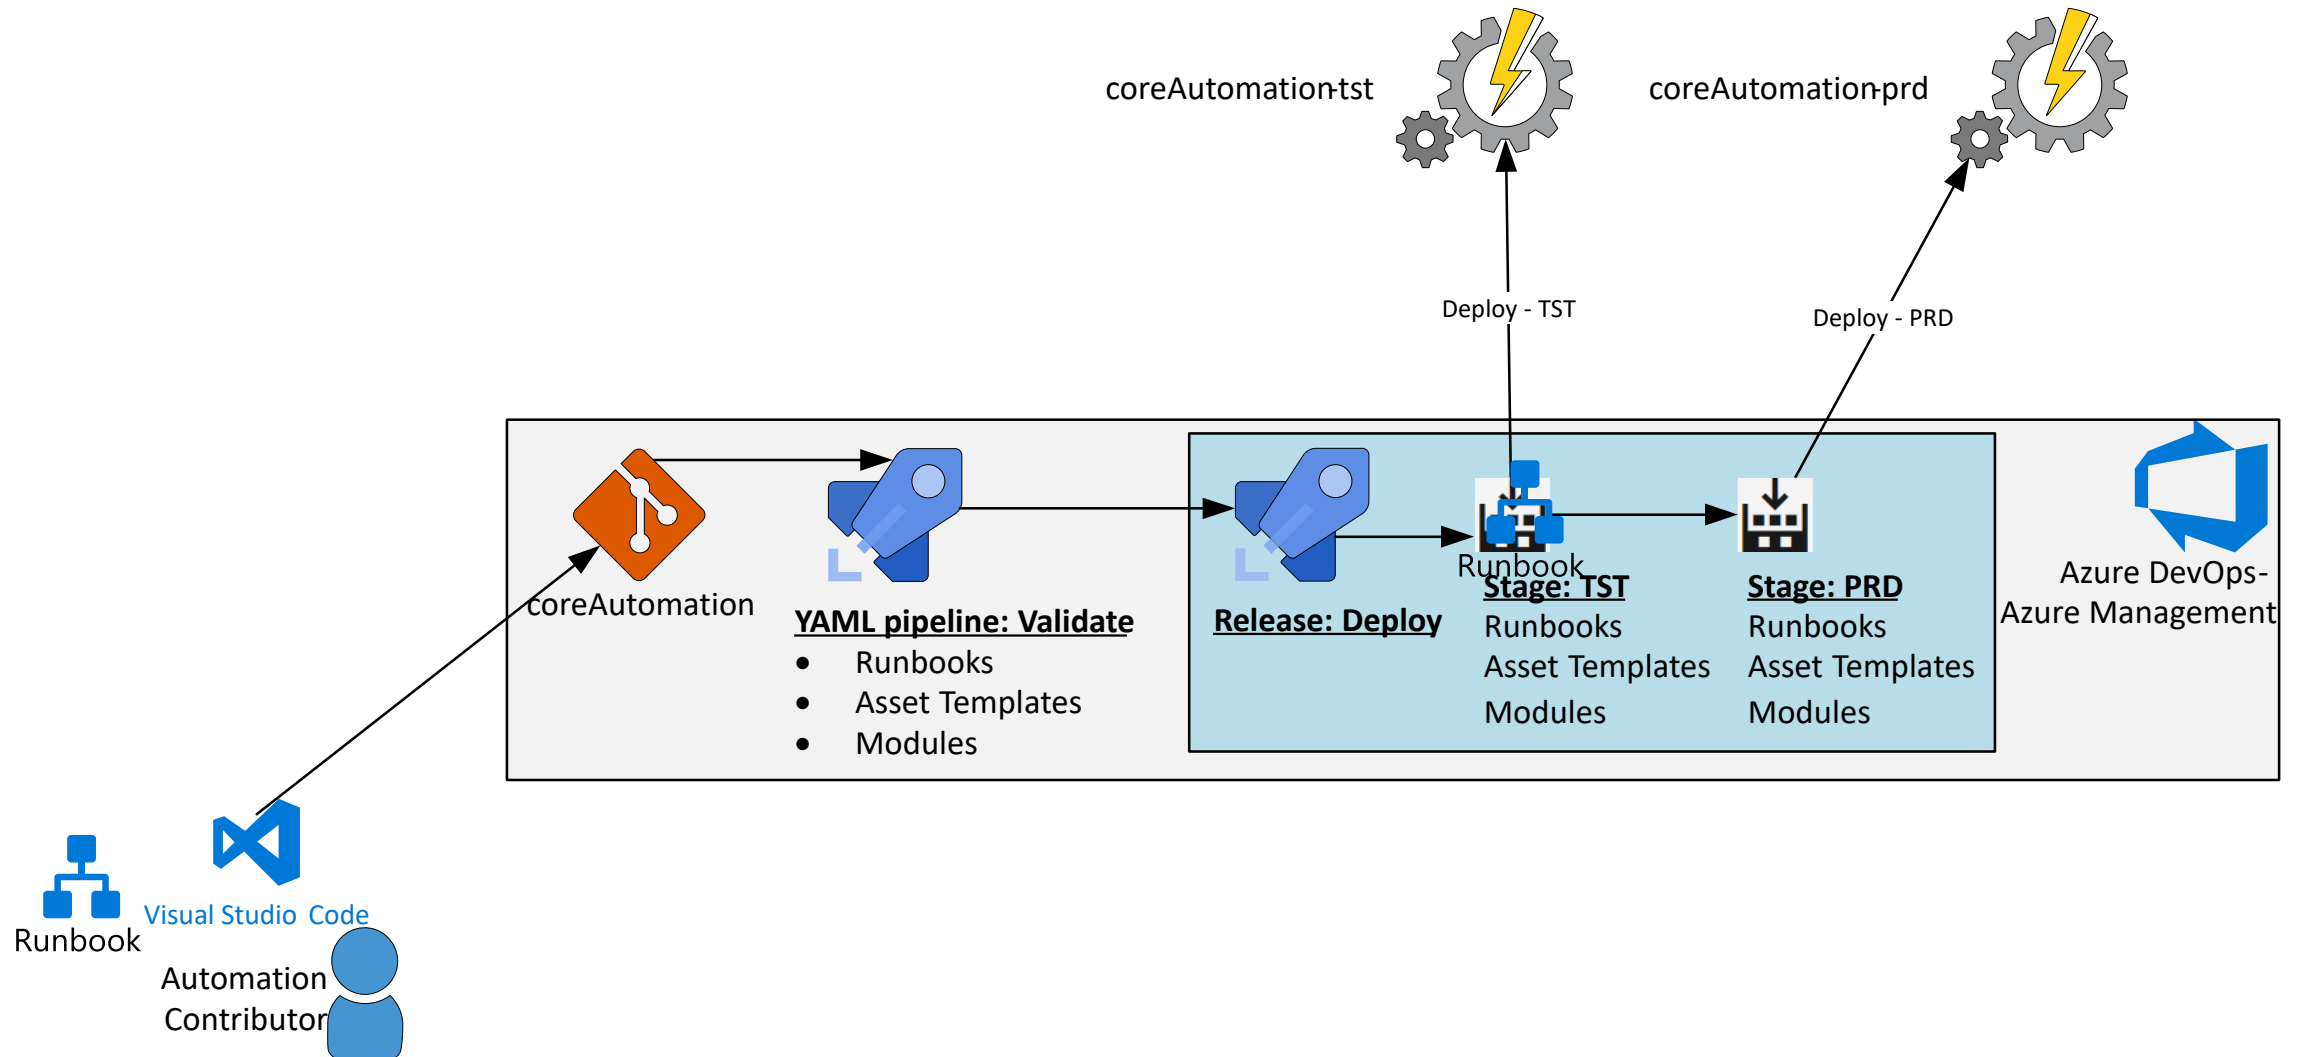 coreAutomation-tst
coreAutomation-prd
Deploy - TST
Deploy - PRD
coreAutomation
YAML pipeline: Validate
• Runbooks
• Asset Templates
• Modules
Release: Deploy
Runbook
Stage: TST
Runbooks
Asset Templates
Modules
Stage: PRD
Runbooks
Asset Templates
Modules
Azure DevOps-
Azure Management
Runbook
Visual Studio Code
Automation
Contributor